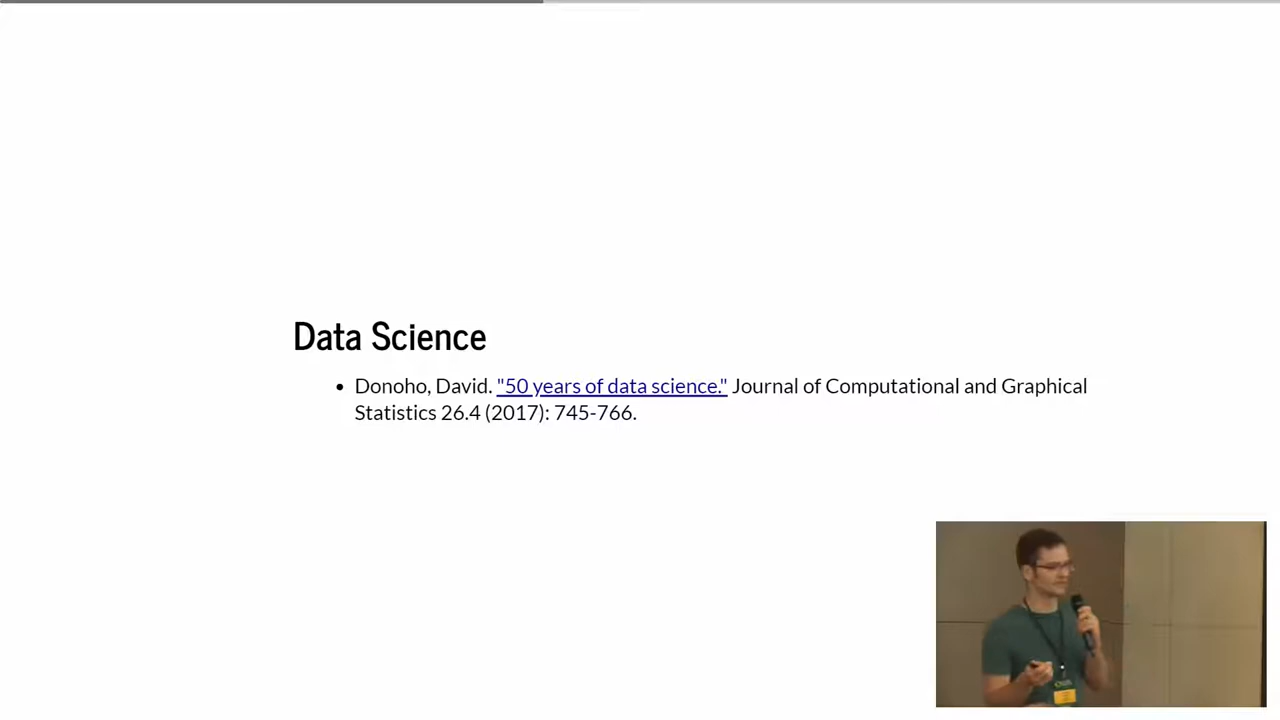 Data Science
• Donoho, David. "50 years of data science." Journal of Computational and Graphical
Statistics 26.4 (2017): 745-766.